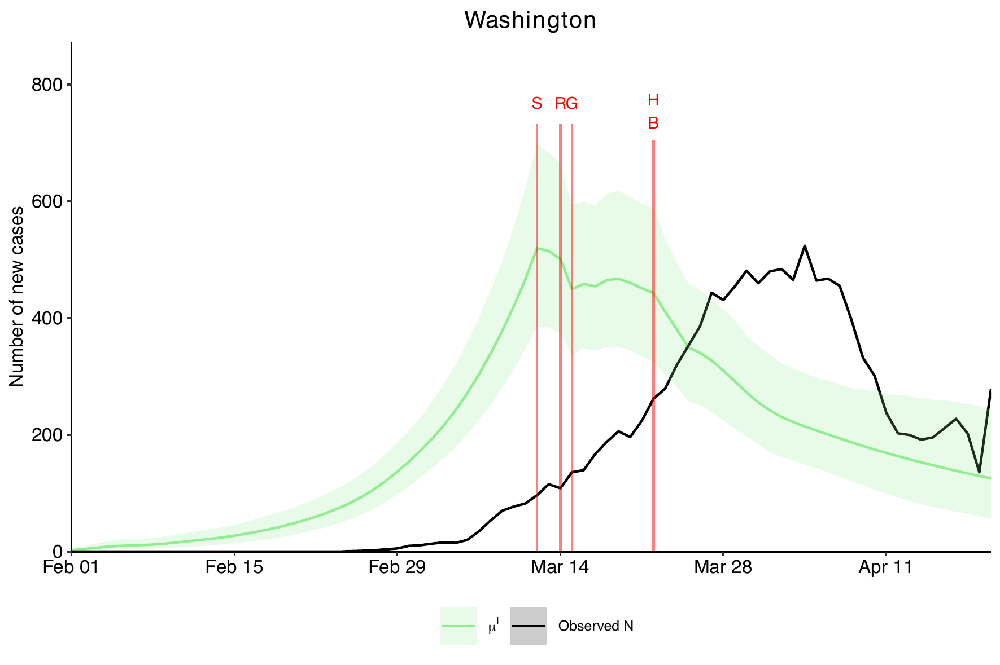 Washington
Number of new cases
800
600
400
200
0
S RG H
B
Feb 01 Feb 15 Feb 29 Mar 14 Mar 28 Apr 11
μᴵ Observed N